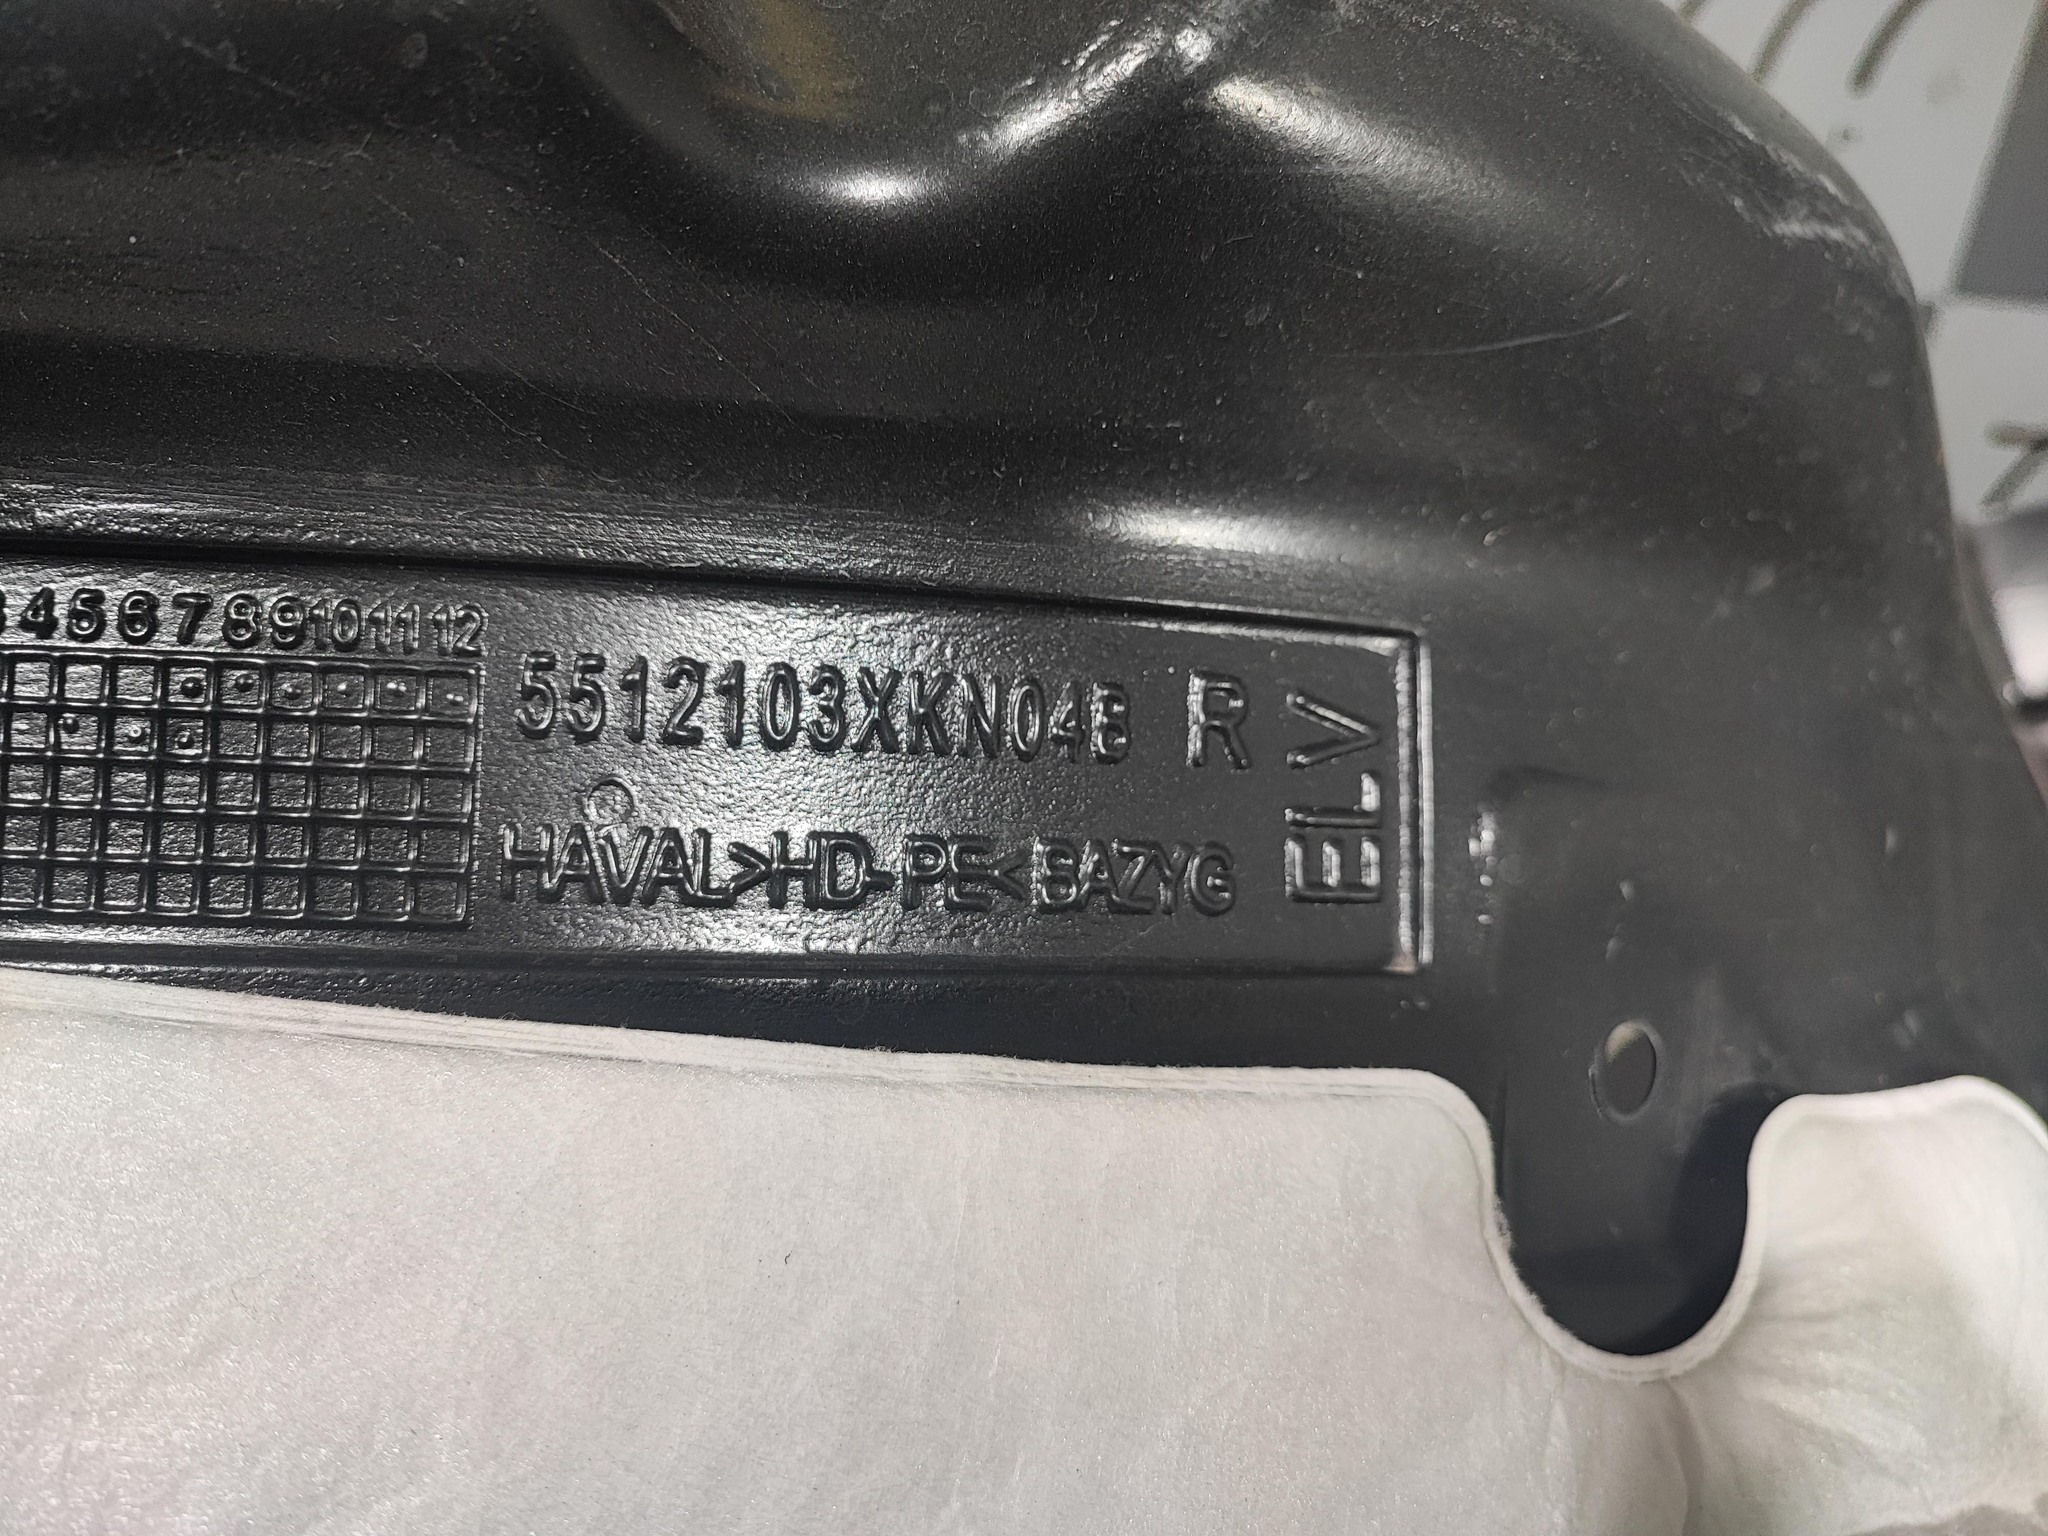 3456789101112
5512103XKN04B R
HAVAL>HD-PE<BAZYG
ELV